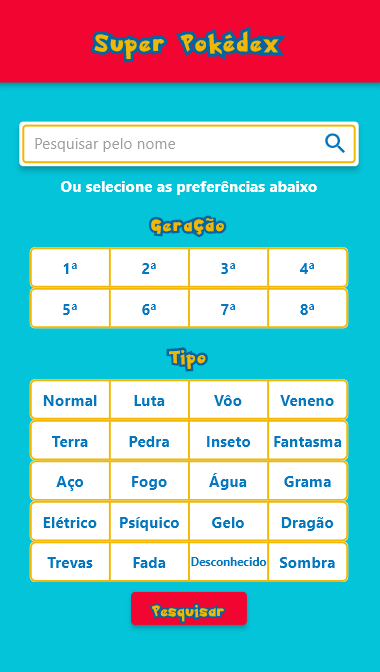 Super Pokédex
Pesquisar pelo nome
Ou selecione as preferências abaixo
Geração
1ª 2ª 3ª 4ª
5ª 6ª 7ª 8ª
Tipo
Normal Luta Vôo Veneno
Terra Pedra Inseto Fantasma
Aço Fogo Água Grama
Elétrico Psíquico Gelo Dragão
Trevas Fada Desconhecido Sombra
Pesquisar